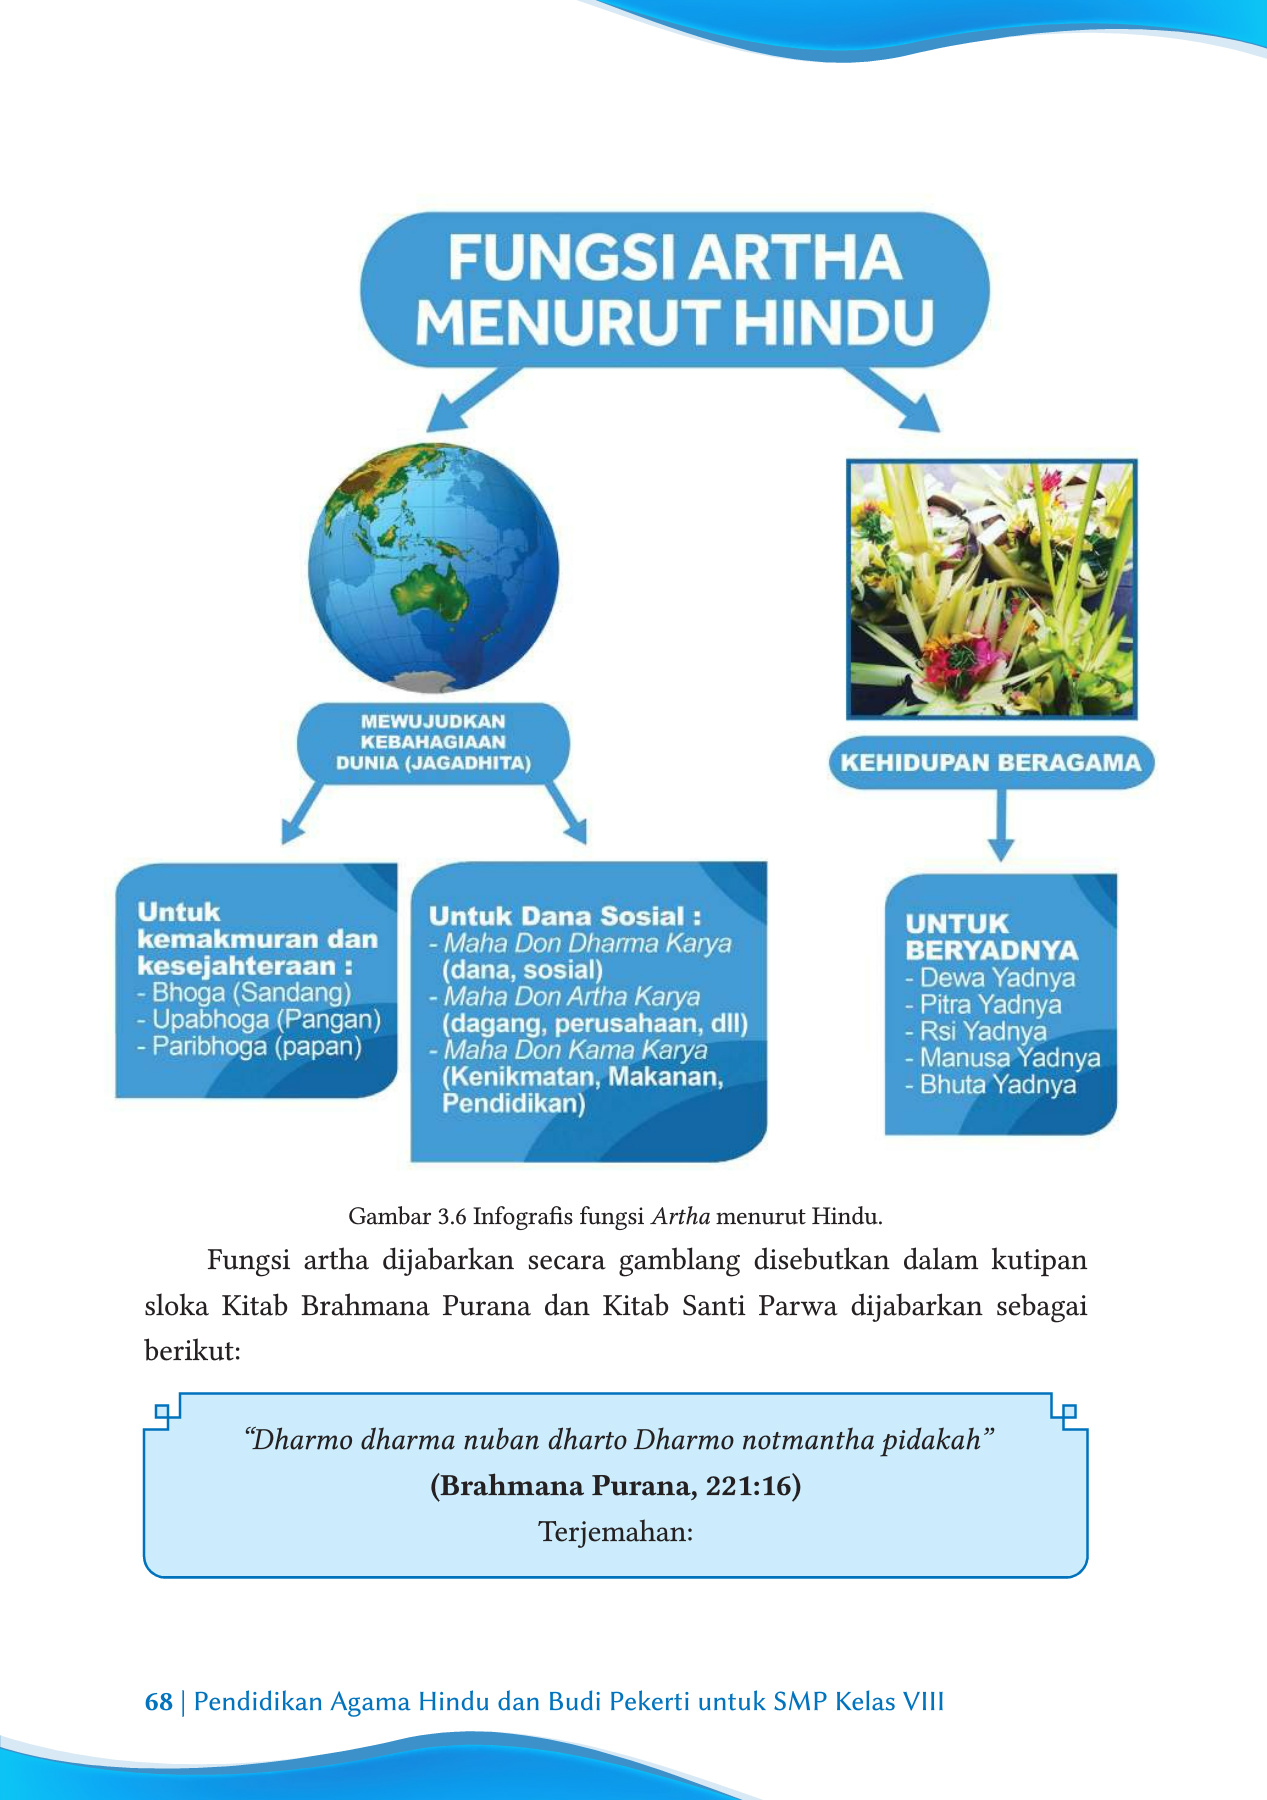 FUNGSI ARTHA
MENURUT HINDU
MEWUJUDKAN
KEBAHAGIAAN
DUNIA (JAGADHITA)
KEHIDUPAN BERAGAMA
Untuk
kemakmuran dan
kesejahteraan :
- Bhoga (Sandang)
- Upabhoga (Pangan)
- Paribhoga (papan)
Untuk Dana Sosial :
- Maha Don Dharma Karya
(dana, sosial)
- Maha Don Artha Karya
(dagang, perusahaan, dll)
- Maha Don Kama Karya
(Kenikmatan, Makanan,
Pendidikan)
UNTUK
BERYADNYA
- Dewa Yadnya
- Pitra Yadnya
- Rsi Yadnya
- Manusa Yadnya
- Bhuta Yadnya
Gambar 3.6 Infografis fungsi Artha menurut Hindu.
Fungsi artha dijabarkan secara gamblang disebutkan dalam kutipan
sloka Kitab Brahmana Purana dan Kitab Santi Parwa dijabarkan sebagai
berikut:
“Dharmo dharma nuban dharto Dharmo notmantha pidakah”
(Brahmana Purana, 221:16)
Terjemahan:
68 | Pendidikan Agama Hindu dan Budi Pekerti untuk SMP Kelas VIII